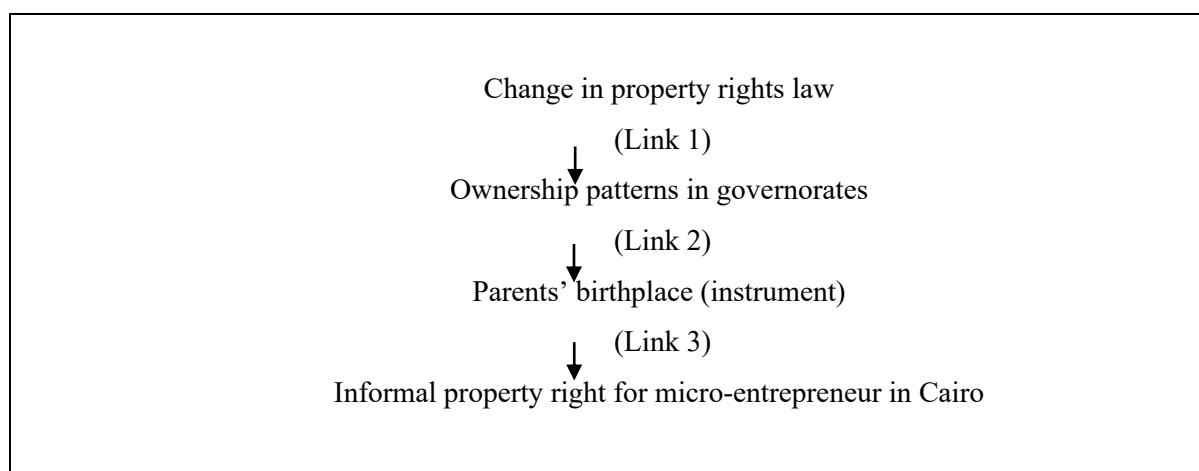 Change in property rights law
(Link 1)
Ownership patterns in governorates
(Link 2)
Parents’ birthplace (instrument)
(Link 3)
Informal property right for micro-entrepreneur in Cairo